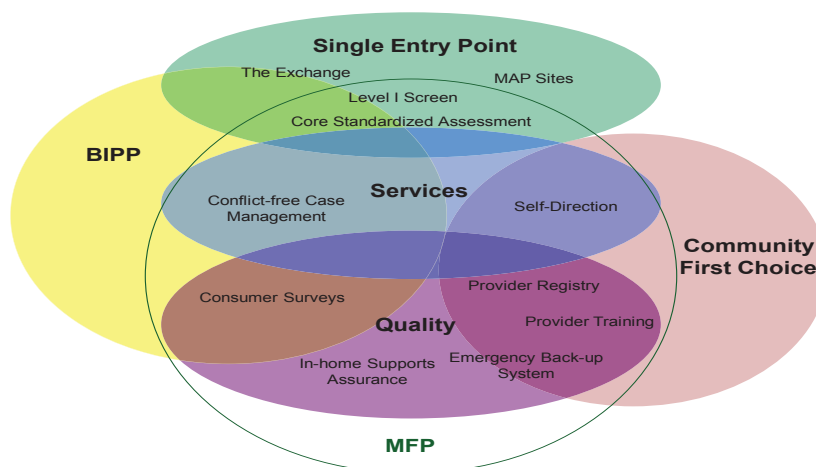 Single Entry Point
The Exchange
MAP Sites
Level I Screen
Core Standardized Assessment
BIPP
Services
Conflict-free Case
Management
Self-Direction
Community
First Choice
Provider Registry
Consumer Surveys
Quality
Provider Training
In-home Supports
Assurance
Emergency Back-up
System
MFP